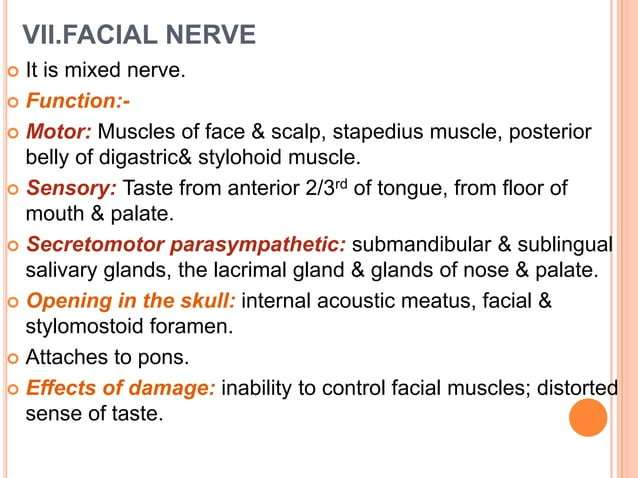 VII.FACIAL NERVE
It is mixed nerve.
Function:-
Motor: Muscles of face & scalp, stapedius muscle, posterior
belly of digastric& stylohoid muscle.
Sensory: Taste from anterior 2/3rd of tongue, from floor of
mouth & palate.
Secretomotor parasympathetic: submandibular & sublingual
salivary glands, the lacrimal gland & glands of nose & palate.
Opening in the skull: internal acoustic meatus, facial &
stylomostoid foramen.
Attaches to pons.
Effects of damage: inability to control facial muscles; distorted
sense of taste.